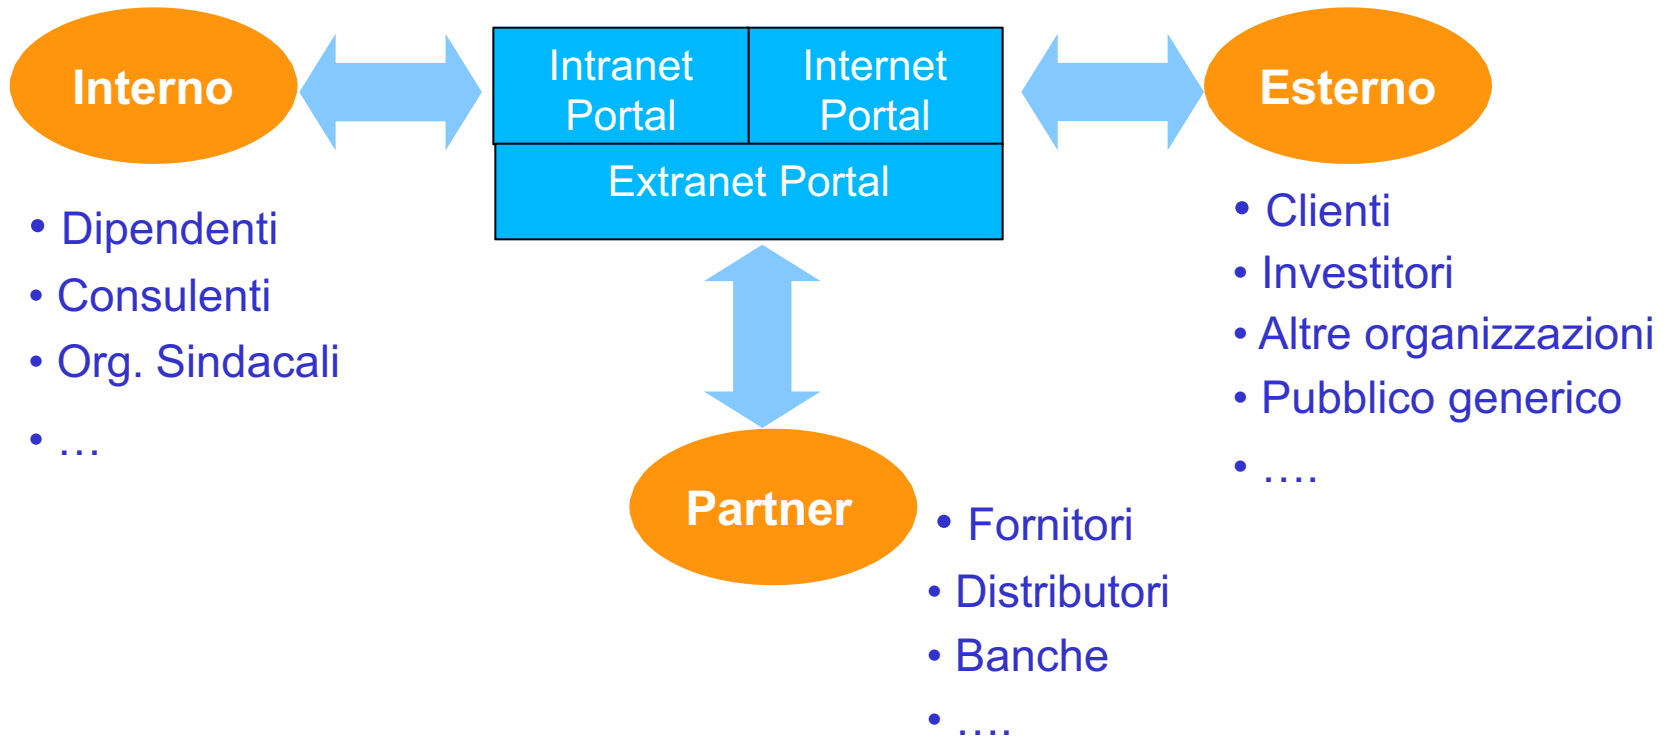 Interno
Intranet
Portal
Internet
Portal
Extranet Portal
Esterno
• Dipendenti
• Consulenti
• Org. Sindacali
• …
• Clienti
• Investitori
• Altre organizzazioni
• Pubblico generico
• ….
Partner
• Fornitori
• Distributori
• Banche
• ….